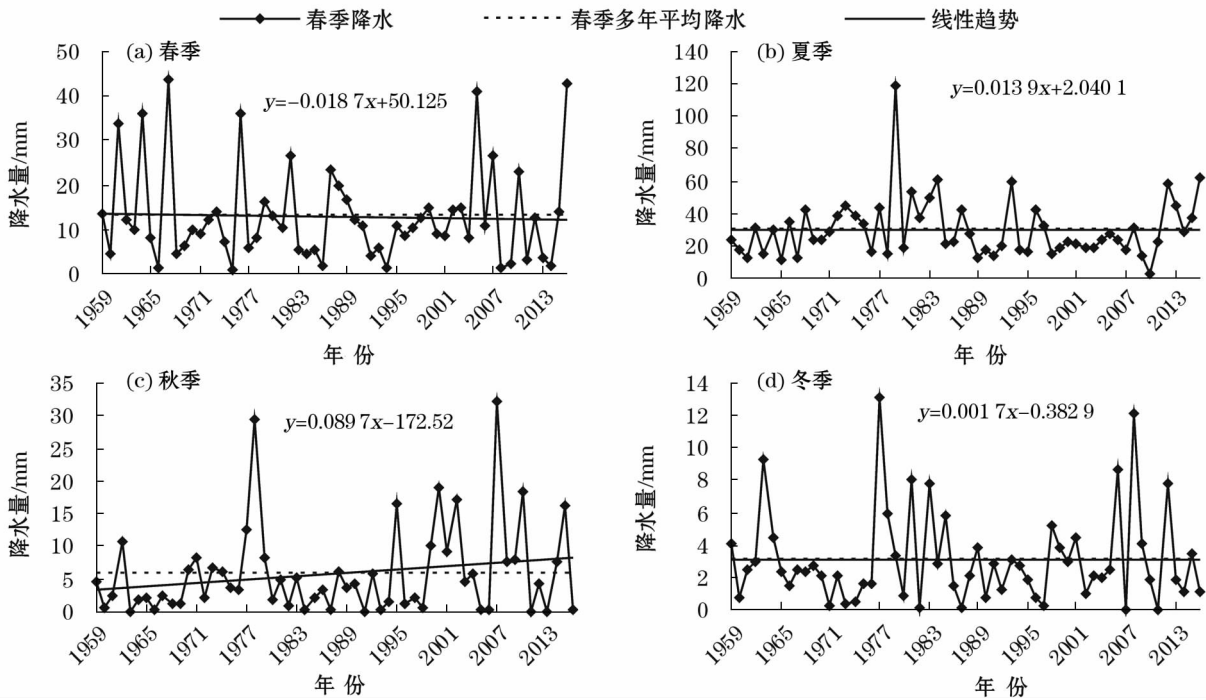 春季降水 春季多年平均降水 线性趋势
(a) 春季
y=−0.018 7x+50.125
降水量/mm
50
40
30
20
10
0
1959 1965 1971 1977 1983 1989 1995 2001 2007 2013
年 份
(b) 夏季
y=0.013 9x+2.040 1
降水量/mm
140
120
100
80
60
40
20
0
1959 1965 1971 1977 1983 1989 1995 2001 2007 2013
年 份
(c) 秋季
y=0.089 7x−172.52
降水量/mm
35
30
25
20
15
10
5
0
1959 1965 1971 1977 1983 1989 1995 2001 2007 2013
年 份
(d) 冬季
y=0.001 7x−0.382 9
降水量/mm
14
12
10
8
6
4
2
0
1959 1965 1971 1977 1983 1989 1995 2001 2007 2013
年 份